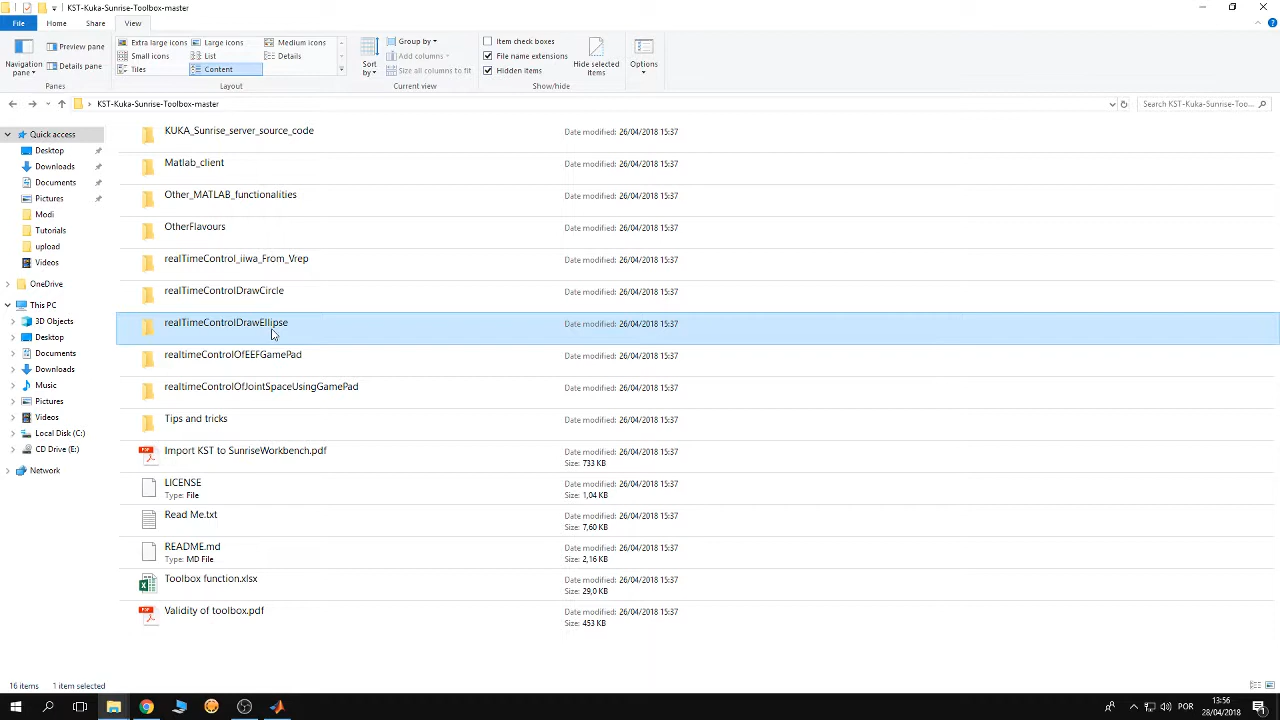 KST-Kuka-Sunrise-Toolbox-master
File Home Share View
Navigation pane
Preview pane
Details pane
Panes
Extra large icons Large icons Medium icons
Small icons List Details
Tiles Content
Layout
Sort by
Group by
Add columns
Size all columns to fit
Current view
Item check boxes
File name extensions
Hidden items
Hide selected items
Show/hide
Options
KST-Kuka-Sunrise-Toolbox-master
Search KST-Kuka-Sunrise-Too...
Quick access
Desktop
Downloads
Documents
Pictures
Modi
Tutorials
upload
Videos
OneDrive
This PC
3D Objects
Desktop
Documents
Downloads
Music
Pictures
Videos
Local Disk (C:)
CD Drive (E:)
Network
KUKA_Sunrise_server_source_code Date modified: 26/04/2018 15:37
Matlab_client Date modified: 26/04/2018 15:37
Other_MATLAB_functionalities Date modified: 26/04/2018 15:37
OtherFlavours Date modified: 26/04/2018 15:37
realTimeControl_iiwa_From_Vrep Date modified: 26/04/2018 15:37
realTimeControlDrawCircle Date modified: 26/04/2018 15:37
realTimeControlDrawEllipse Date modified: 26/04/2018 15:37
realtimeControlOfEEFGamePad Date modified: 26/04/2018 15:37
realtimeControlOfJointSpaceUsingGamePad Date modified: 26/04/2018 15:37
Tips and tricks Date modified: 26/04/2018 15:37
Import KST to SunriseWorkbench.pdf Date modified: 26/04/2018 15:37
Size: 733 KB
LICENSE Date modified: 26/04/2018 15:37
Type: File Size: 1,04 KB
Read Me.txt Date modified: 26/04/2018 15:37
Size: 7,60 KB
README.md Date modified: 26/04/2018 15:37
Type: MD File Size: 2,16 KB
Toolbox function.xlsx Date modified: 26/04/2018 15:37
Size: 29,0 KB
Validity of toolbox.pdf Date modified: 26/04/2018 15:37
Size: 453 KB
16 items 1 item selected
POR
13:56
28/04/2018